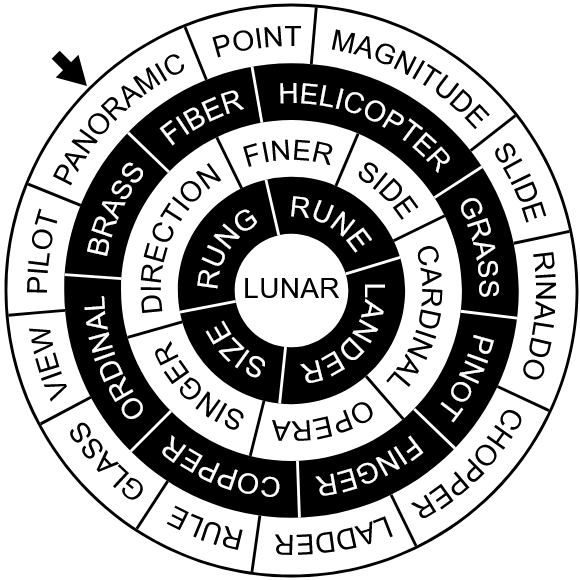 PANORAMIC
POINT
MAGNITUDE
SLIDE
RINALDO
CHOPPER
LADDER
RULE
GLASS
VIEW
PILOT
BRASS
FIBER
HELICOPTER
GRASS
PINOT
FINGER
COPPER
ORDINAL
DIRECTION
FINER
SIDE
CARDINAL
OPERA
SINGER
RUNG
RUNE
LANDER
SIZE
LUNAR